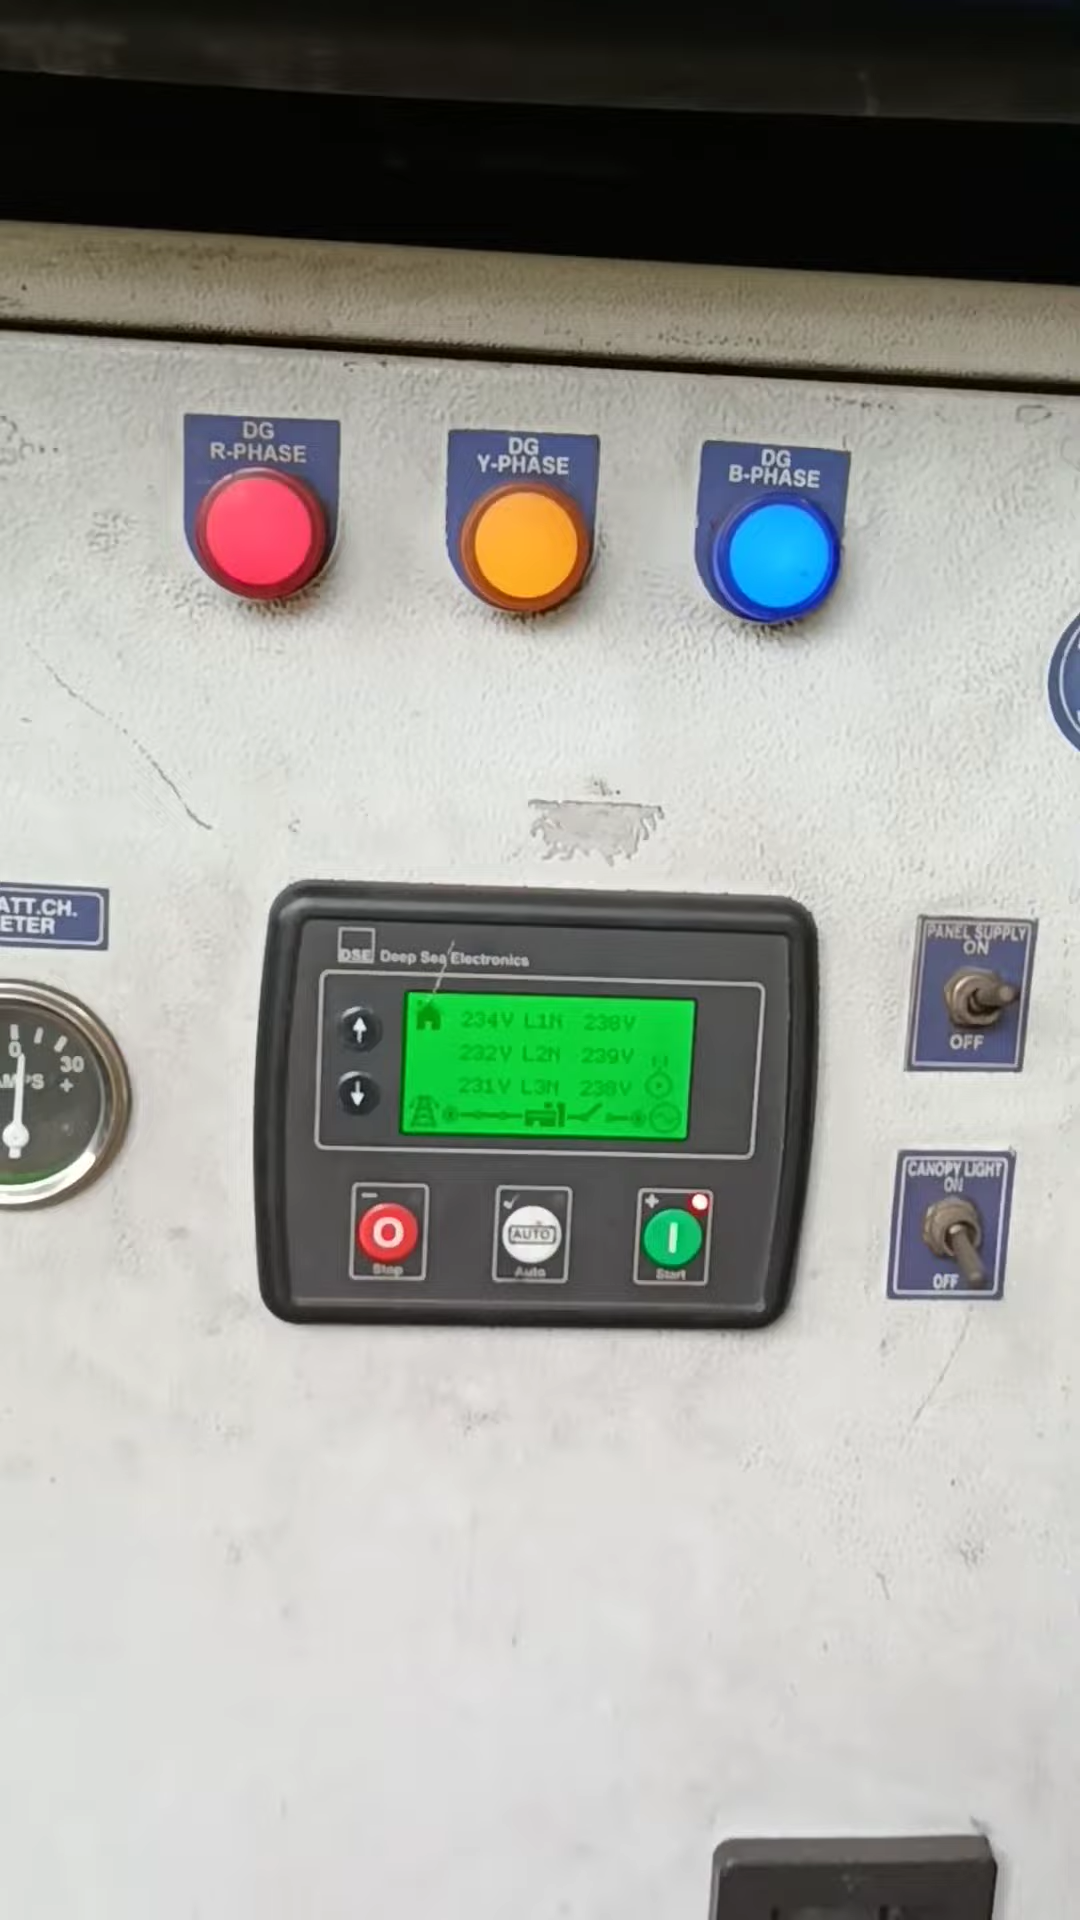 DG
R-PHASE
DG
Y-PHASE
DG
B-PHASE
ATT.CH.
ETER
0
30
AMPS +
DSE Deep Sea Electronics
234V L1N 238V
232V L2N 239V
231V L3N 238V
PANEL SUPPLY
ON
OFF
CANOPY LIGHT
ON
OFF
−
O
Stop
✓
AUTO
Auto
+
I
Start